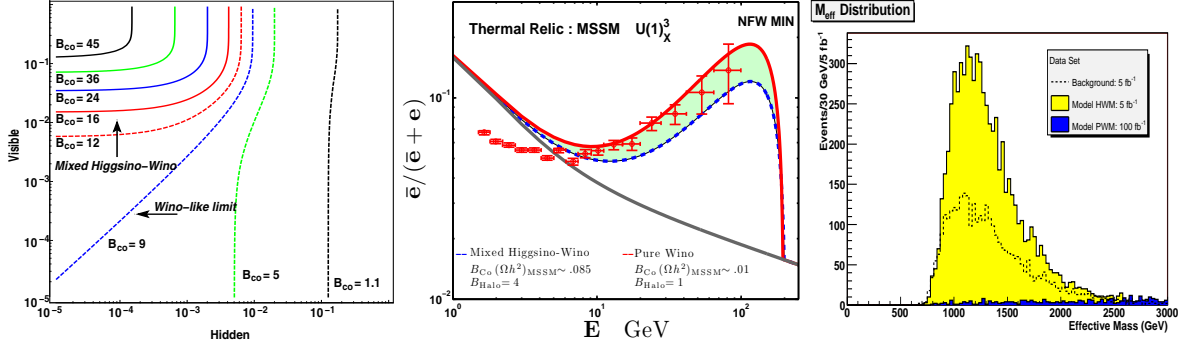 B_co = 45
B_co = 36
B_co = 24
B_co = 16
B_co = 12
Mixed Higgsino−Wino
Wino−like limit
B_co = 9
B_co = 5
B_co = 1.1
Visible
10^-1
10^-2
10^-3
10^-4
10^-5
10^-5 10^-4 10^-3 10^-2 10^-1
Hidden
NFW MIN
Thermal Relic : MSSM U(1)^3_X
ē/(ē + e)
10^-1
10^-2
Mixed Higgsino-Wino
B_Co(Ωh²)_MSSM ∼ .085
B_Halo = 4
Pure Wino
B_Co(Ωh²)_MSSM ∼ .01
B_Halo = 1
10^0 10^1 10^2
E GeV
M_eff Distribution
Events/30 GeV/5 fb^-1
350
300
250
200
150
100
50
0
Data Set
Background: 5 fb^-1
Model HWM: 5 fb^-1
Model PWM: 100 fb^-1
0 500 1000 1500 2000 2500 3000
Effective Mass (GeV)